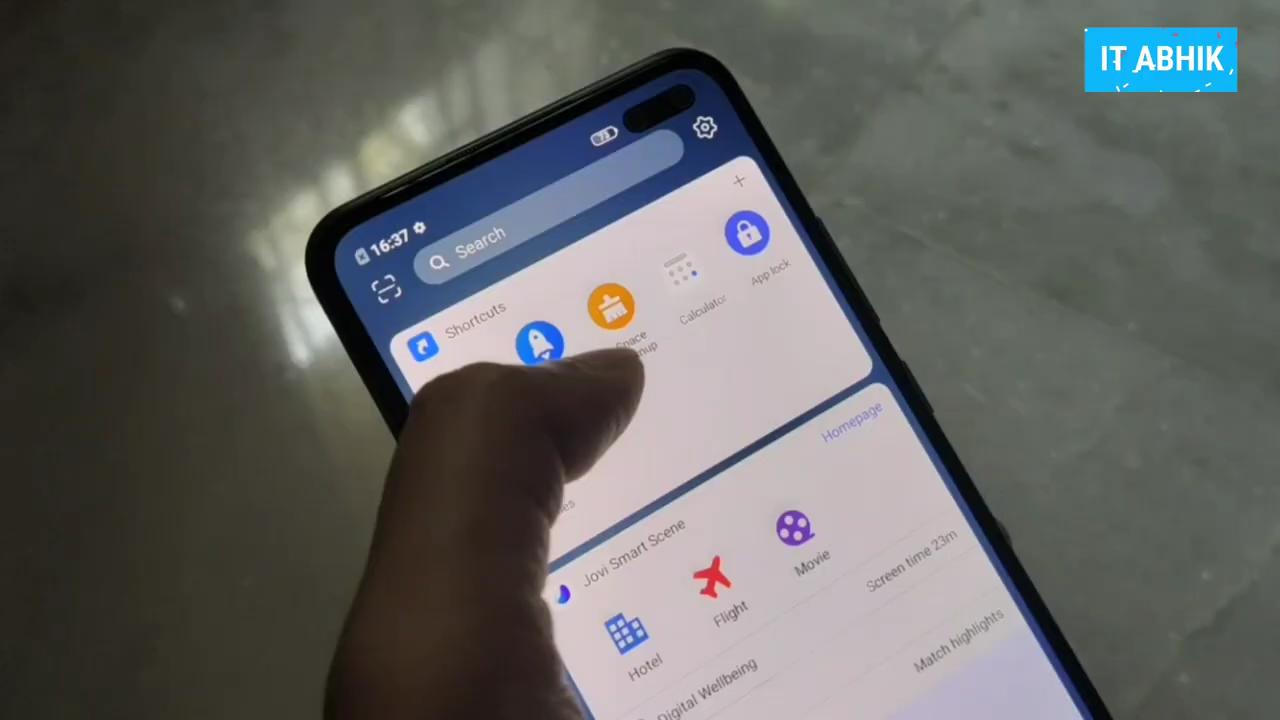 IT ABHIK
16:37
Search
Shortcuts
Space
Calculator
App lock
Homepage
Jovi Smart Scene
Hotel
Flight
Movie
Digital Wellbeing
Screen time 23m
Match highlights